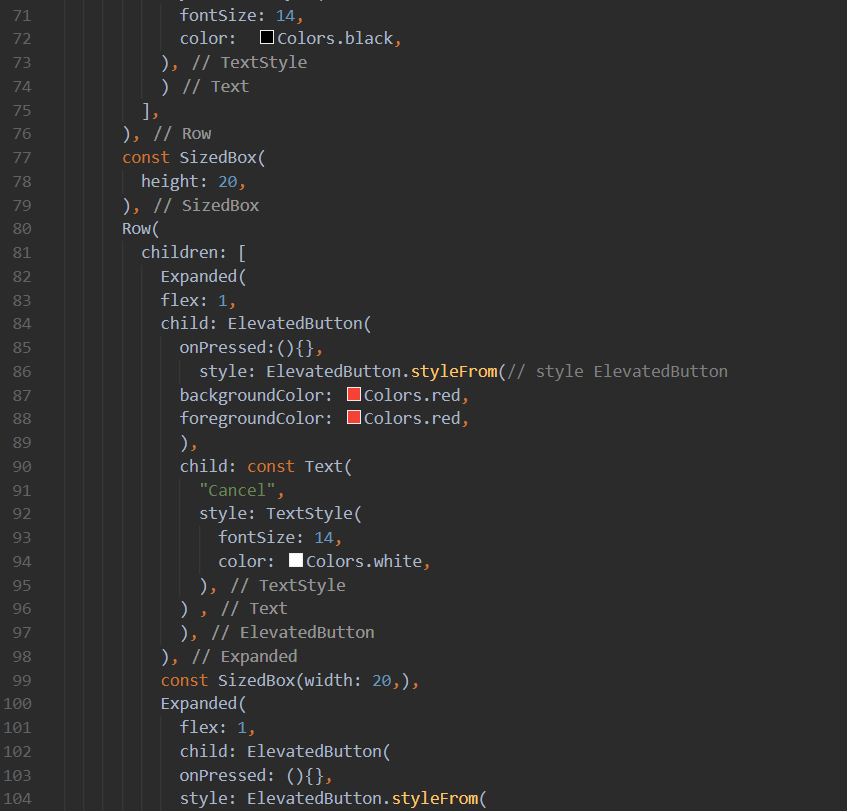 71 fontSize: 14,
72 color: Colors.black,
73 ), // TextStyle
74 ) // Text
75 ],
76 ), // Row
77 const SizedBox(
78 height: 20,
79 ), // SizedBox
80 Row(
81 children: [
82 Expanded(
83 flex: 1,
84 child: ElevatedButton(
85 onPressed:(){},
86 style: ElevatedButton.styleFrom(// style ElevatedButton
87 backgroundColor: Colors.red,
88 foregroundColor: Colors.red,
89 ),
90 child: const Text(
91 "Cancel",
92 style: TextStyle(
93 fontSize: 14,
94 color: Colors.white,
95 ), // TextStyle
96 ) , // Text
97 ), // ElevatedButton
98 ), // Expanded
99 const SizedBox(width: 20,),
100 Expanded(
101 flex: 1,
102 child: ElevatedButton(
103 onPressed: (){},
104 style: ElevatedButton.styleFrom(